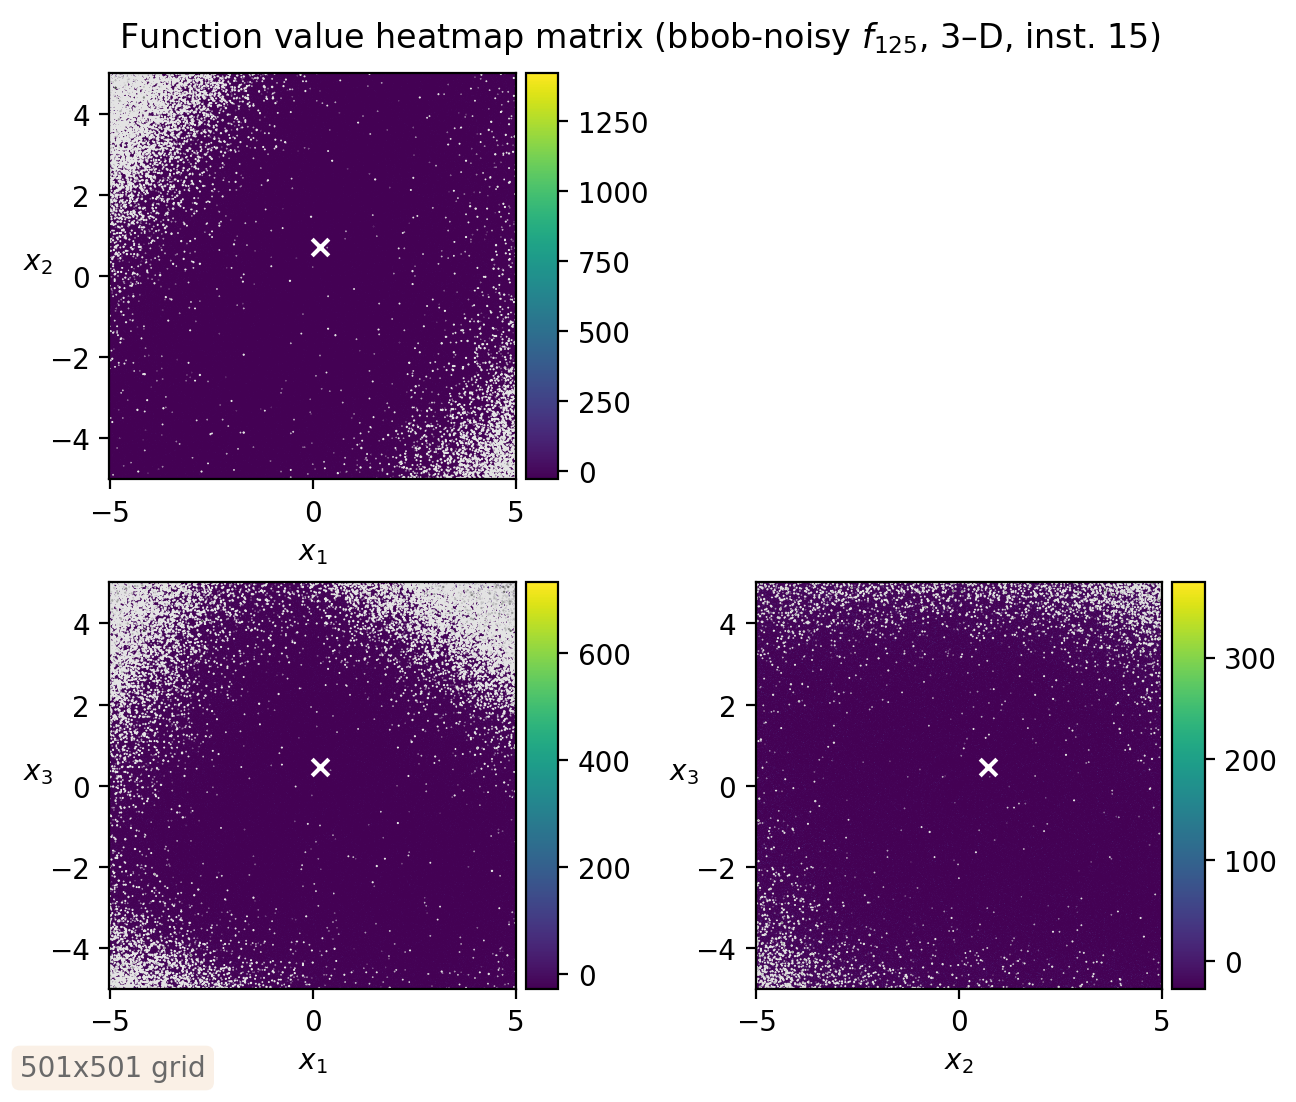 Function value heatmap matrix (bbob-noisy f₁₂₅, 3–D, inst. 15)
4
2
0
−2
−4
x₂
−5 0 5
x₁
1250
1000
750
500
250
0
4
2
0
−2
−4
x₃
−5 0 5
x₁
600
400
200
0
4
2
0
−2
−4
x₃
−5 0 5
x₂
300
200
100
0
501x501 grid